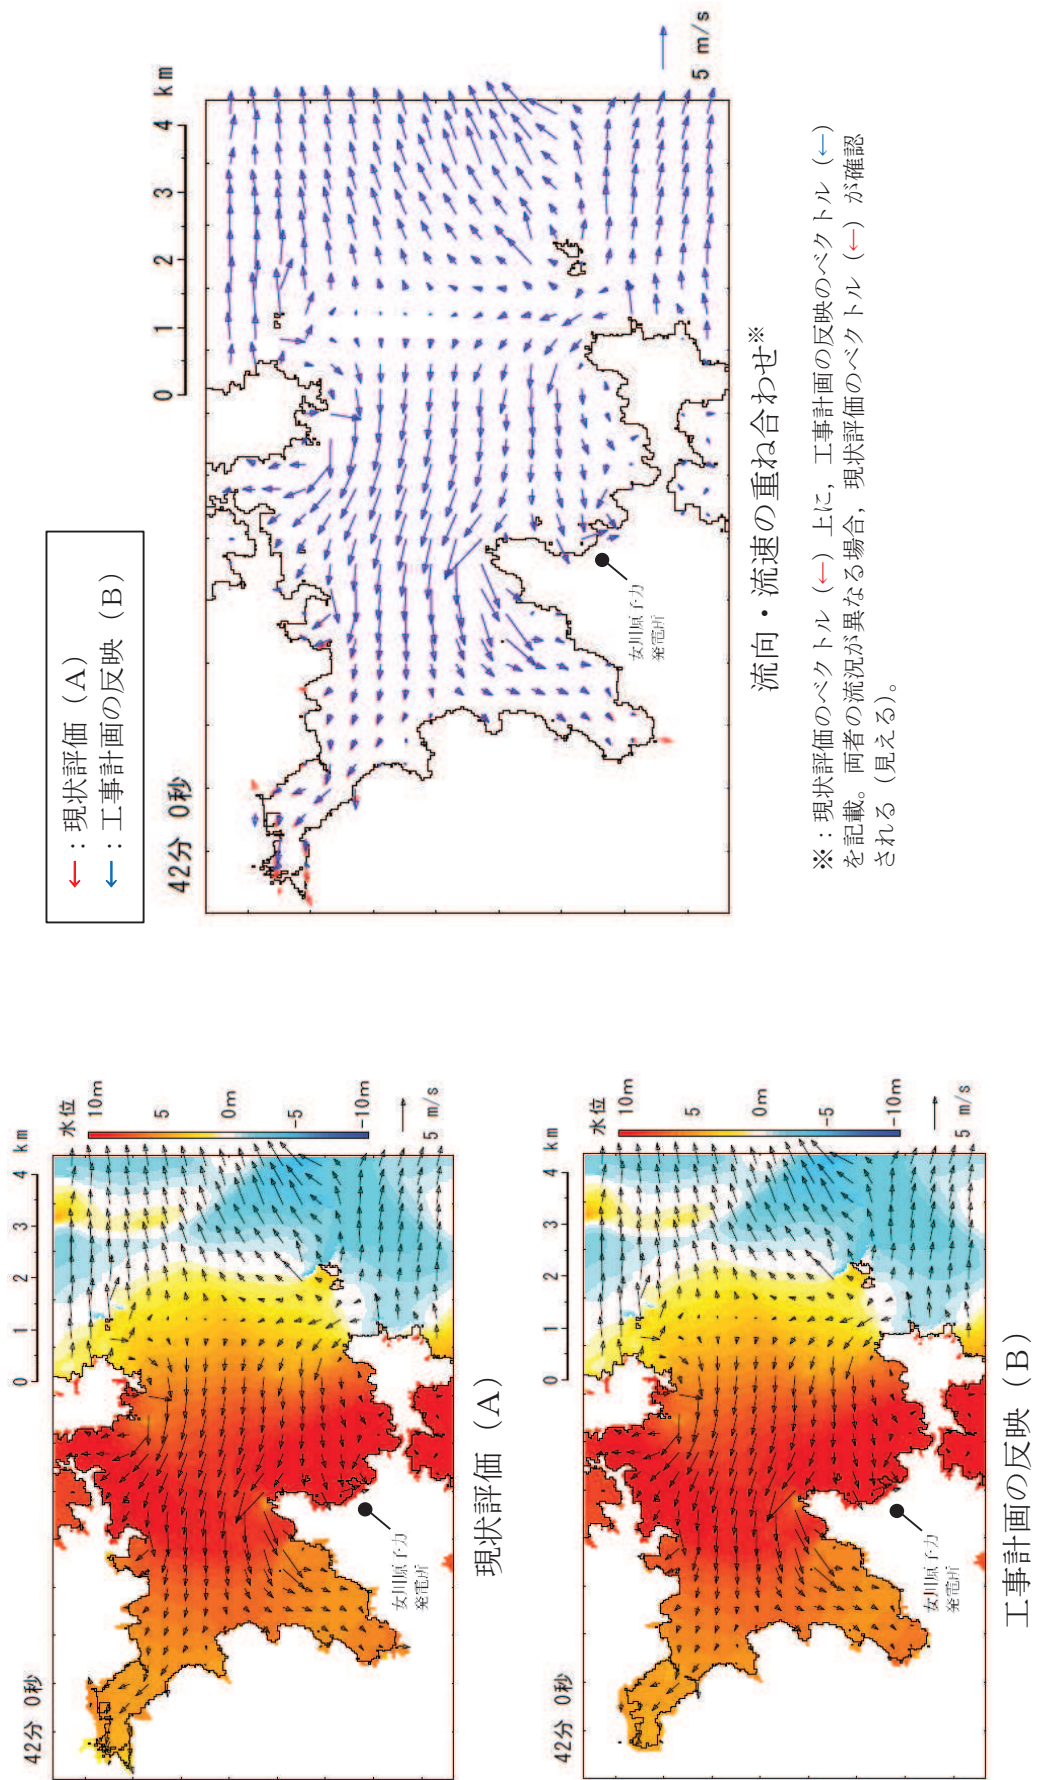 42分 0秒
0 1 2 3 4 km
水位
10m
5
0m
-5
-10m
5 m/s
女川原子力
発電所
現状評価（A）
42分 0秒
0 1 2 3 4 km
水位
10m
5
0m
-5
-10m
5 m/s
女川原子力
発電所
工事計画の反映（B）
←：現状評価（A）
←：工事計画の反映（B）
42分 0秒
0 1 2 3 4 km
5 m/s
女川原子力
発電所
流向・流速の重ね合わせ※
※：現状評価のベクトル（←）上に，工事計画の反映のベクトル（←）
を記載。両者の流況が異なる場合，現状評価のベクトル（←）が確認
される（見える）。